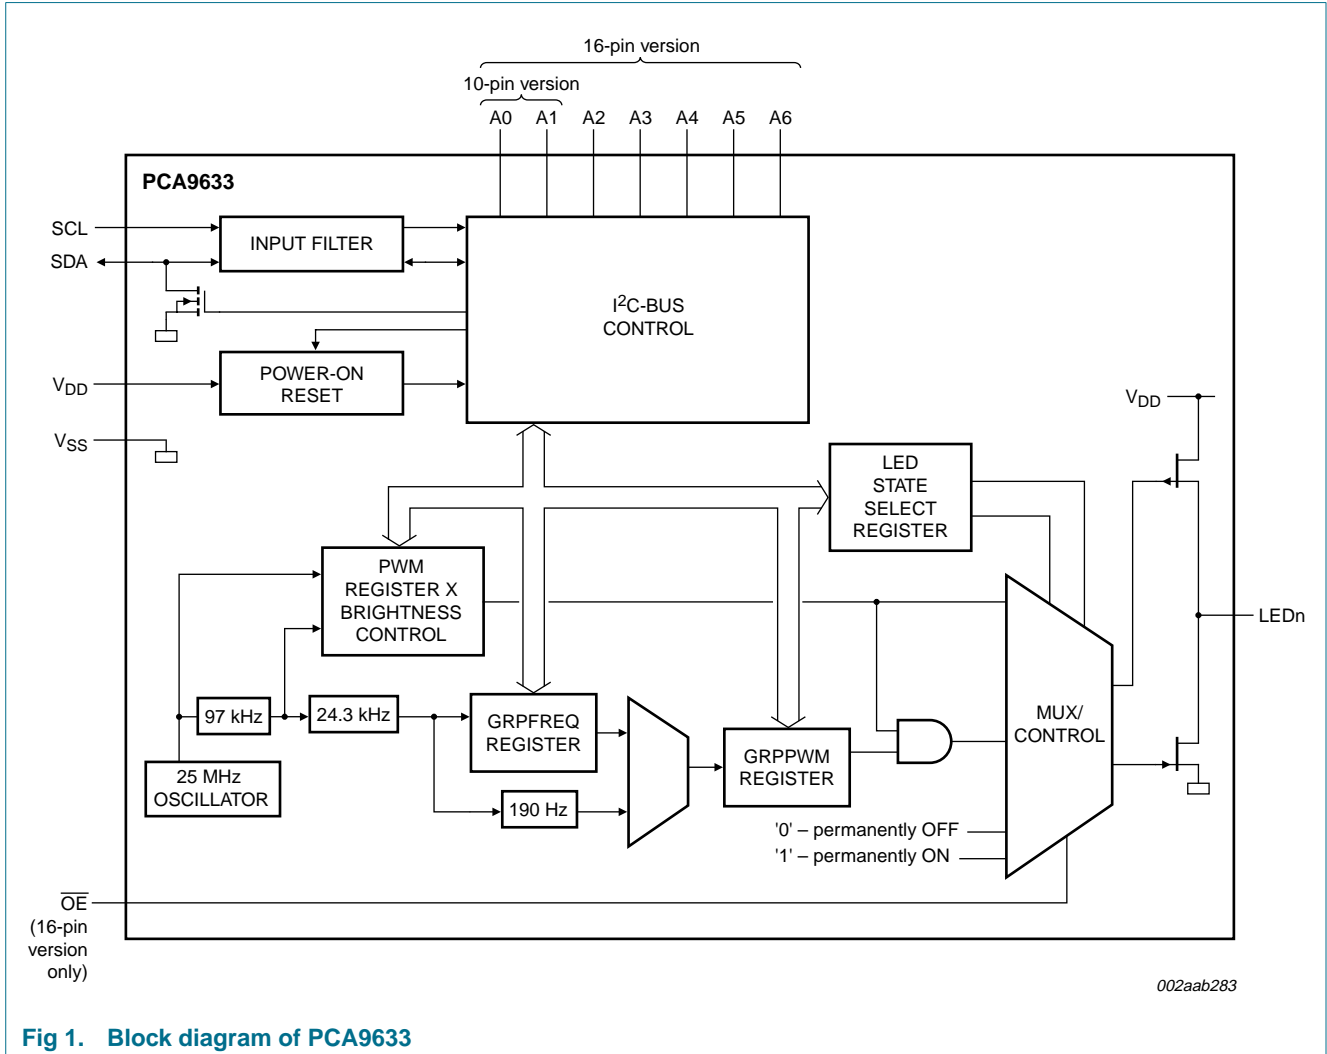 16-pin version
10-pin version
A0 A1 A2 A3 A4 A5 A6
PCA9633
SCL
SDA
INPUT FILTER
I2C-BUS
CONTROL
VDD
POWER-ON
RESET
VSS
VDD
LED
STATE
SELECT
REGISTER
PWM
REGISTER X
BRIGHTNESS
CONTROL
LEDn
97 kHz
24.3 kHz
GRPFREQ
REGISTER
MUX/
CONTROL
25 MHz
OSCILLATOR
190 Hz
GRPPWM
REGISTER
'0' – permanently OFF
'1' – permanently ON
OE
(16-pin
version
only)
002aab283
Fig 1. Block diagram of PCA9633